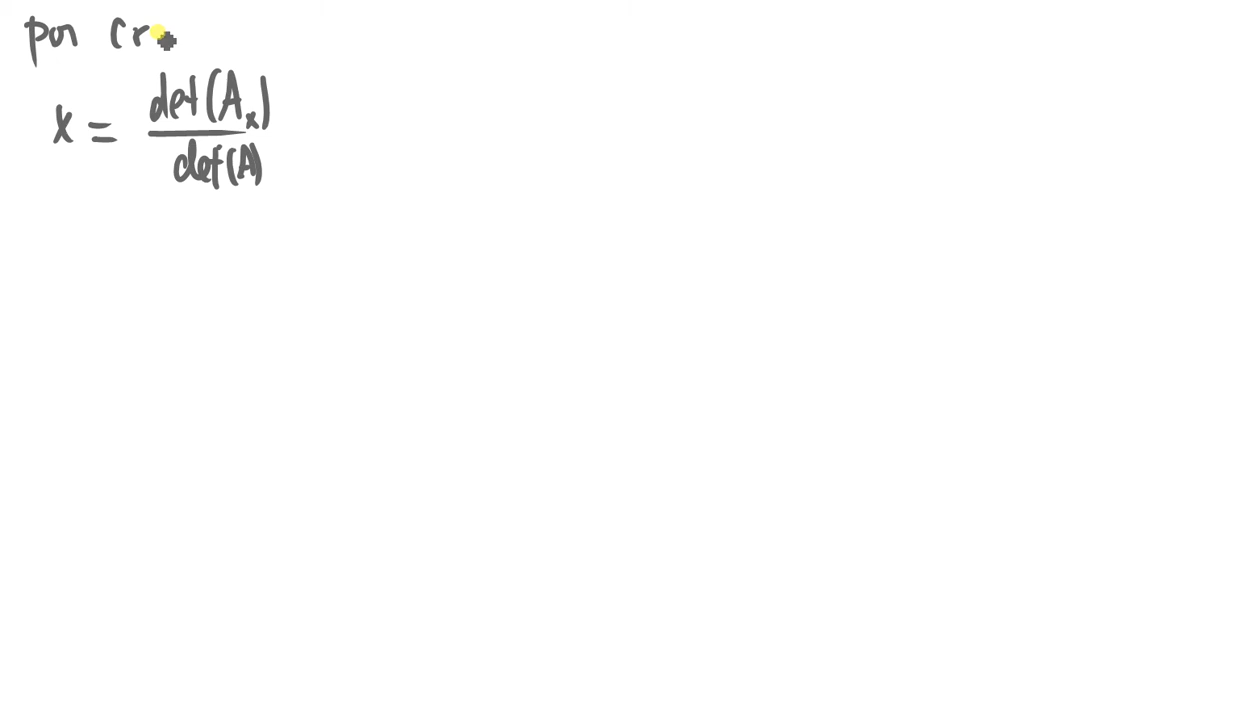 por cr
x = det(Aₓ) / det(A)